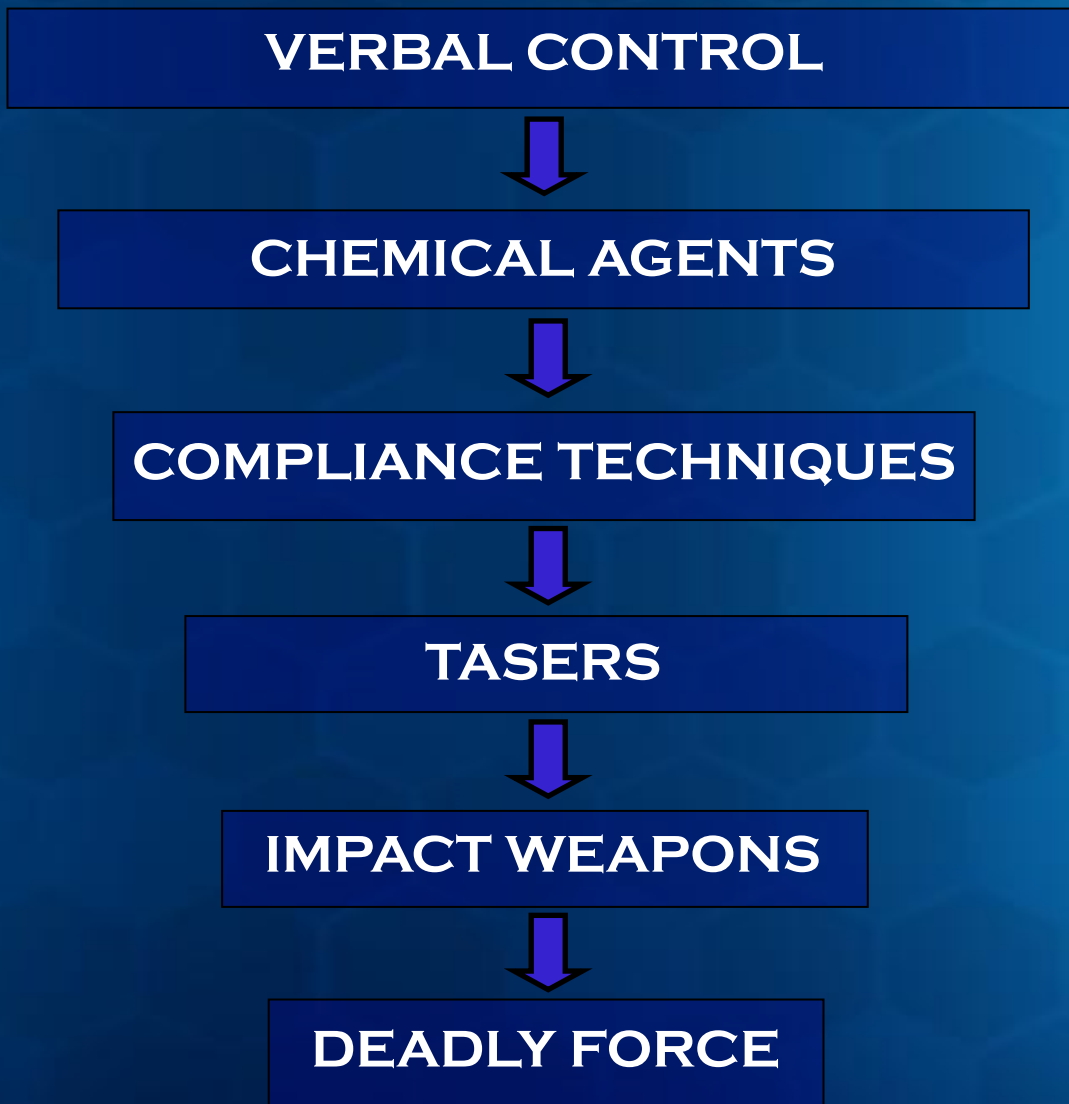 VERBAL CONTROL
CHEMICAL AGENTS
COMPLIANCE TECHNIQUES
TASERS
IMPACT WEAPONS
DEADLY FORCE